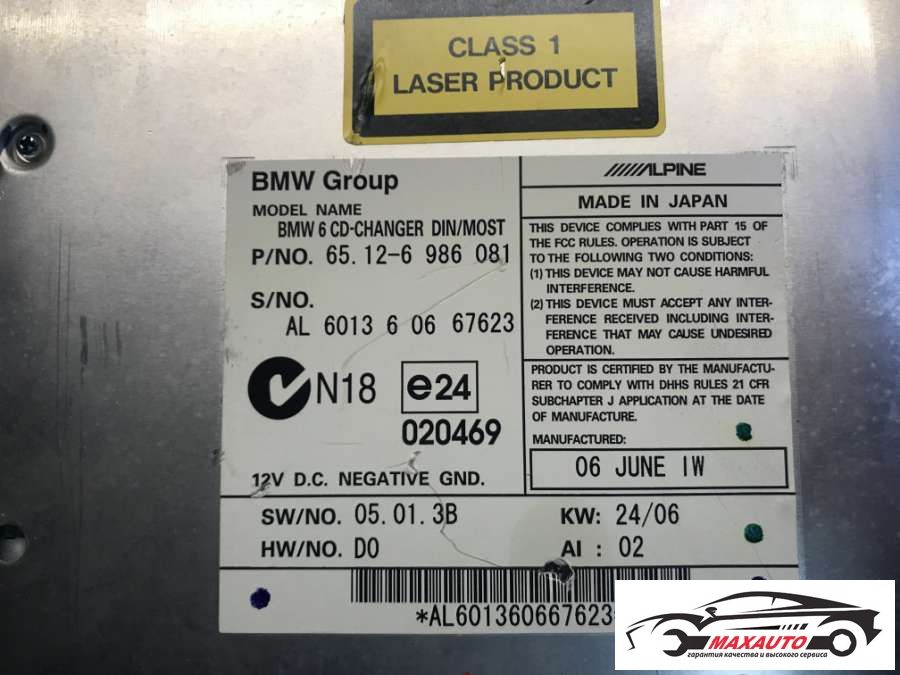 CLASS 1
LASER PRODUCT
BMW Group
MODEL NAME
BMW 6 CD-CHANGER DIN/MOST
P/NO. 65.12-6 986 081
S/NO.
AL 6013 6 06 67623
N18
e24
020469
12V D.C. NEGATIVE GND.
ALPINE
MADE IN JAPAN
THIS DEVICE COMPLIES WITH PART 15 OF
THE FCC RULES. OPERATION IS SUBJECT
TO THE FOLLOWING TWO CONDITIONS:
(1) THIS DEVICE MAY NOT CAUSE HARMFUL
INTERFERENCE.
(2) THIS DEVICE MUST ACCEPT ANY INTER-
FERENCE RECEIVED INCLUDING INTER-
FERENCE THAT MAY CAUSE UNDESIRED
OPERATION.
PRODUCT IS CERTIFIED BY THE MANUFACTU-
RER TO COMPLY WITH DHHS RULES 21 CFR
SUBCHAPTER J APPLICATION AT THE DATE
OF MANUFACTURE.
MANUFACTURED:
06 JUNE IW
SW/NO. 05.01.3B
KW: 24/06
HW/NO. D0
AI : 02
*AL601360667623
MAXAUTO
гарантия качества и высокого сервиса